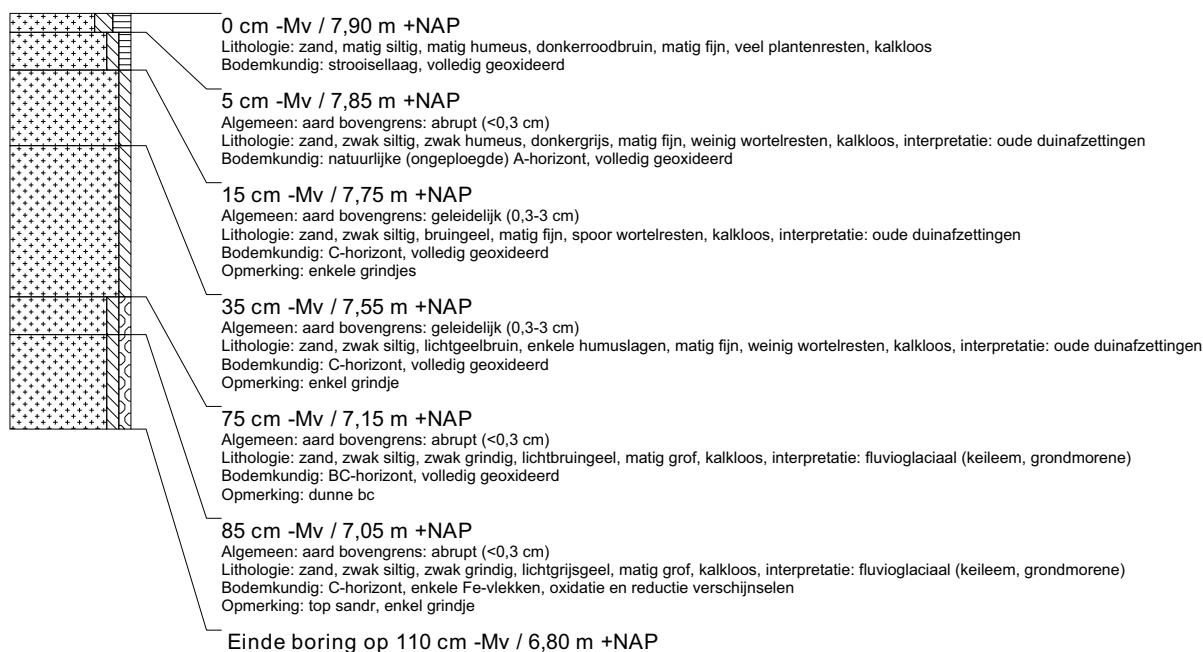 0 cm -Mv / 7,90 m +NAP
Lithologie: zand, matig siltig, matig humeus, donkerroodbruin, matig fijn, veel plantenresten, kalkloos
Bodemkundig: strooisellaag, volledig geoxideerd
5 cm -Mv / 7,85 m +NAP
Algemeen: aard bovengrens: abrupt (<0,3 cm)
Lithologie: zand, zwak siltig, zwak humeus, donkergrijs, matig fijn, weinig wortelresten, kalkloos, interpretatie: oude duinafzettingen
Bodemkundig: natuurlijke (ongeploegde) A-horizont, volledig geoxideerd
15 cm -Mv / 7,75 m +NAP
Algemeen: aard bovengrens: geleidelijk (0,3-3 cm)
Lithologie: zand, zwak siltig, bruingeel, matig fijn, spoor wortelresten, kalkloos, interpretatie: oude duinafzettingen
Bodemkundig: C-horizont, volledig geoxideerd
Opmerking: enkele grindjes
35 cm -Mv / 7,55 m +NAP
Algemeen: aard bovengrens: geleidelijk (0,3-3 cm)
Lithologie: zand, zwak siltig, lichtgeelbruin, enkele humuslagen, matig fijn, weinig wortelresten, kalkloos, interpretatie: oude duinafzettingen
Bodemkundig: C-horizont, volledig geoxideerd
Opmerking: enkel grindje
75 cm -Mv / 7,15 m +NAP
Algemeen: aard bovengrens: abrupt (<0,3 cm)
Lithologie: zand, zwak siltig, zwak grindig, lichtbruingeel, matig grof, kalkloos, interpretatie: fluvioglaciaal (keileem, grondmorene)
Bodemkundig: BC-horizont, volledig geoxideerd
Opmerking: dunne bc
85 cm -Mv / 7,05 m +NAP
Algemeen: aard bovengrens: abrupt (<0,3 cm)
Lithologie: zand, zwak siltig, zwak grindig, lichtgrijsgeel, matig grof, kalkloos, interpretatie: fluvioglaciaal (keileem, grondmorene)
Bodemkundig: C-horizont, enkele Fe-vlekken, oxidatie en reductie verschijnselen
Opmerking: top sandr, enkel grindje
Einde boring op 110 cm -Mv / 6,80 m +NAP